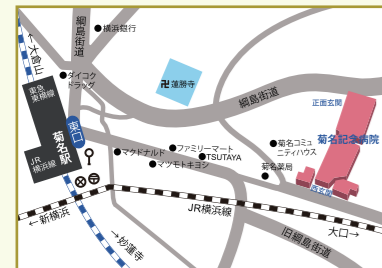 ←大倉山
綱島街道
横浜銀行
ダイコク
ドラッグ
東急
東横線
菊名駅
JR
横浜線
東口
卍蓮勝寺
綱島街道
正面玄関
菊名記念病院
マクドナルド
ファミリーマート
TSUTAYA
マツモトキヨシ
菊名コミュ
ニティハウス
菊名薬局
西玄関
←新横浜
JR横浜線
大口→
→妙蓮寺
旧綱島街道